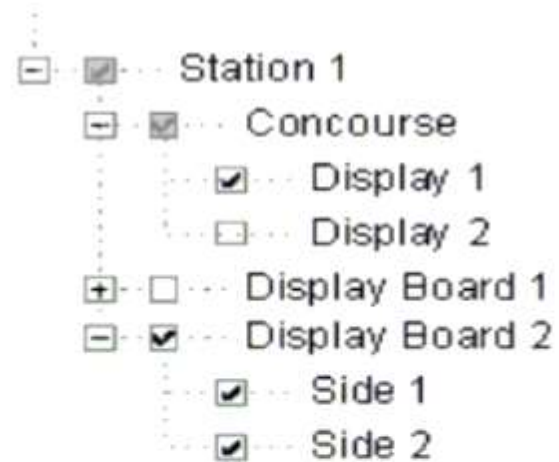 Station 1
Concourse
Display 1
Display 2
Display Board 1
Display Board 2
Side 1
Side 2